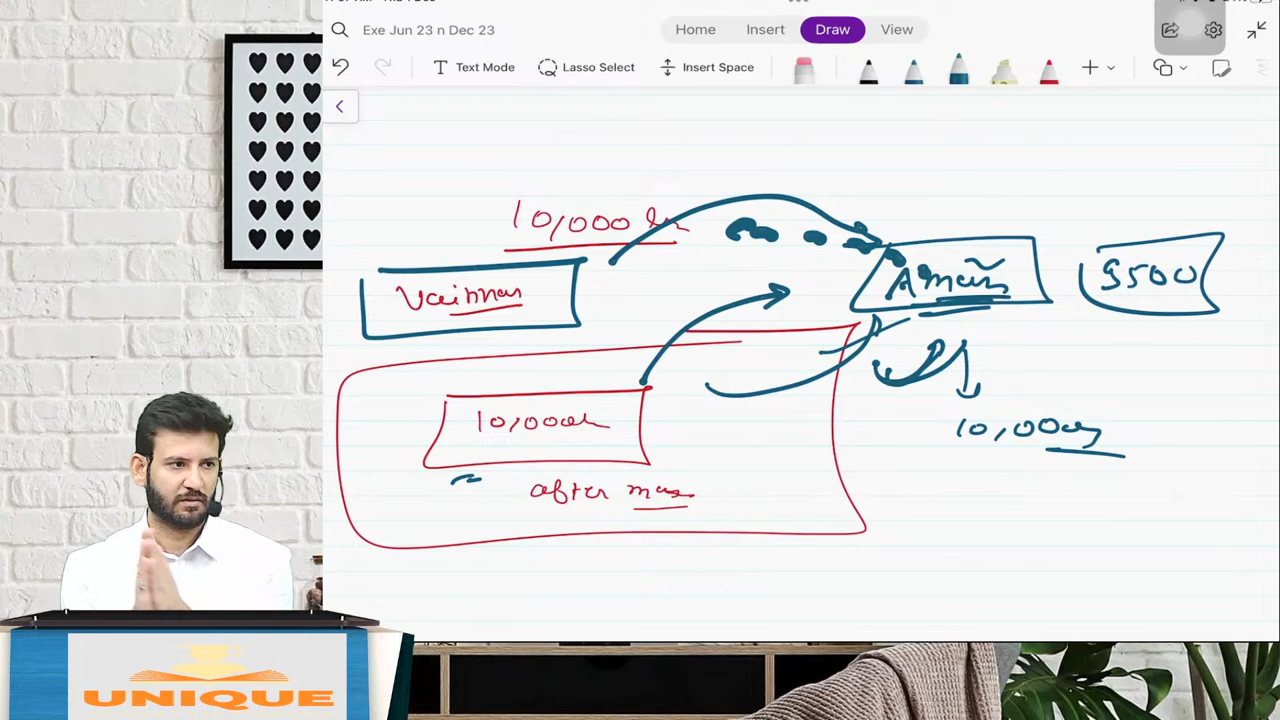 Exe Jun 23 n Dec 23
Home Insert Draw View
Text Mode Lasso Select Insert Space
10,000
Vaibhav Aman 9500
10,000
after
10,000
UNIQUE